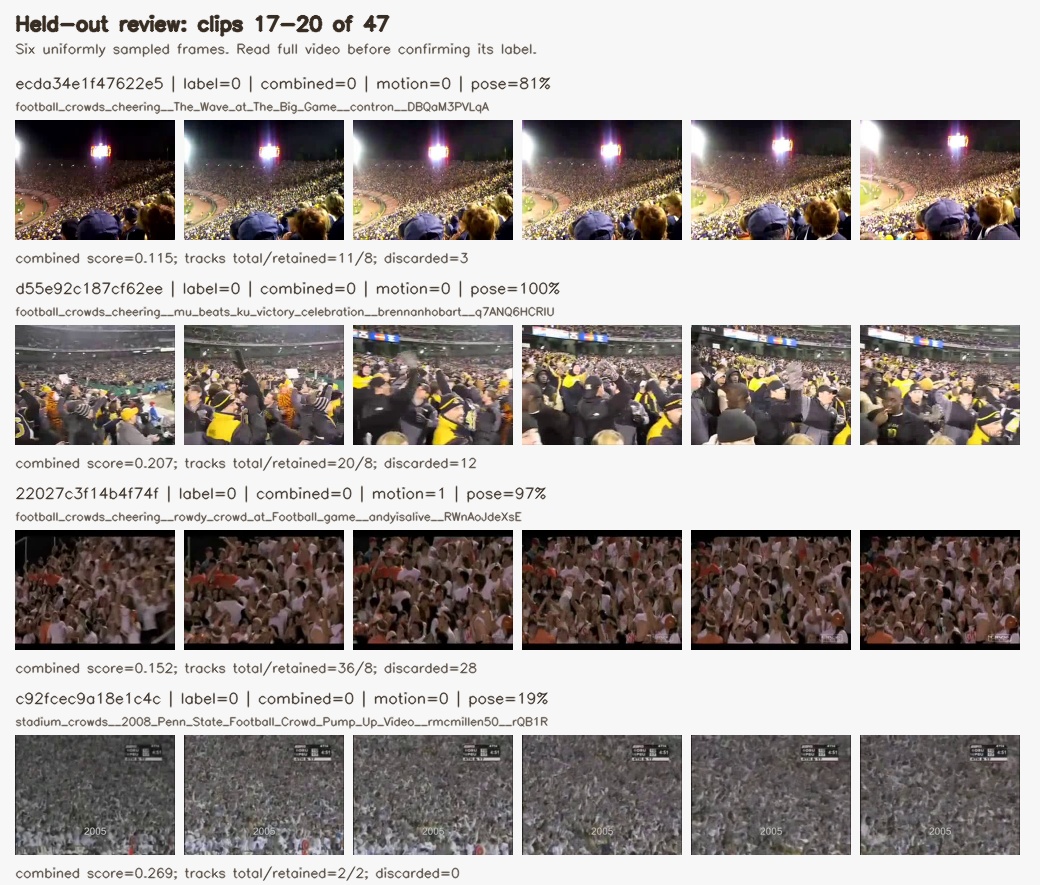 Held-out review: clips 17-20 of 47
Six uniformly sampled frames. Read full video before confirming its label.
ecda34e1f47622e5 | label=0 | combined=0 | motion=0 | pose=81%
football_crowds_cheering__The_Wave_at_The_Big_Game__contron__DBQaM3PVLqA
combined score=0.115; tracks total/retained=11/8; discarded=3
d55e92c187cf62ee | label=0 | combined=0 | motion=0 | pose=100%
football_crowds_cheering__mu_beats_ku_victory_celebration__brennanhobart__q7ANQ6HCRIU
combined score=0.207; tracks total/retained=20/8; discarded=12
22027c3f14b4f74f | label=0 | combined=0 | motion=1 | pose=97%
football_crowds_cheering__rowdy_crowd_at_Football_game__andyisalive__RWnAoJdeXsE
combined score=0.152; tracks total/retained=36/8; discarded=28
c92fcec9a18e1c4c | label=0 | combined=0 | motion=0 | pose=19%
stadium_crowds__2008_Penn_State_Football_Crowd_Pump_Up_Video__rmcmillen50__rQB1R
2005 2005 2005 2005 2005 2005
combined score=0.269; tracks total/retained=2/2; discarded=0